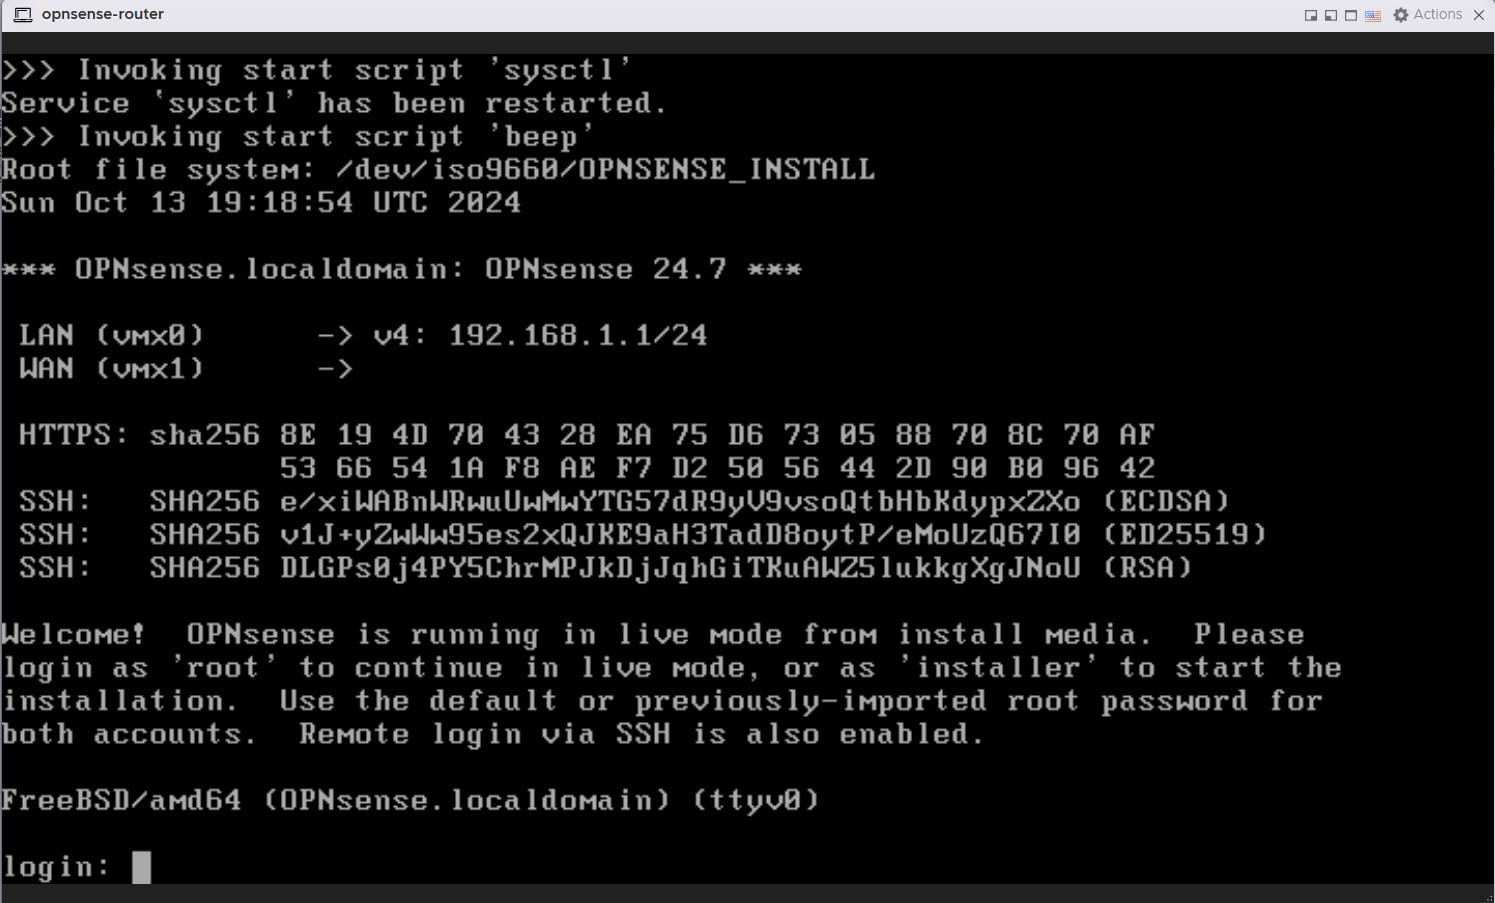 opnsense-router
Actions
>>> Invoking start script 'sysctl'
Service 'sysctl' has been restarted.
>>> Invoking start script 'beep'
Root file system: /dev/iso9660/OPNSENSE_INSTALL
Sun Oct 13 19:18:54 UTC 2024
*** OPNsense.localdomain: OPNsense 24.7 ***
LAN (vmx0)      -> v4: 192.168.1.1/24
WAN (vmx1)      ->
HTTPS: sha256 8E 19 4D 70 43 28 EA 75 D6 73 05 88 70 8C 70 AF
53 66 54 1A F8 AE F7 D2 50 56 44 2D 90 B0 96 42
SSH:   SHA256 e/xiWABnWRwuUwMwYTG57dR9yV9vsoQtbHbKdypxZXo (ECDSA)
SSH:   SHA256 v1J+yZwWw95es2xQJKE9aH3TadD8oytP/eMoUzQ67I0 (ED25519)
SSH:   SHA256 DLGPs0j4PY5ChrMPJkDjJqhGiTKuAWZ5lukkgXgJNoU (RSA)
Welcome!  OPNsense is running in live mode from install media.  Please
login as 'root' to continue in live mode, or as 'installer' to start the
installation.  Use the default or previously-imported root password for
both accounts.  Remote login via SSH is also enabled.
FreeBSD/amd64 (OPNsense.localdomain) (ttyv0)
login: